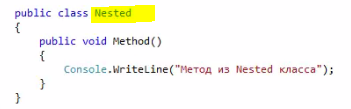 public class Nested
{
public void Method()
{
Console.WriteLine("Метод из Nested класса");
}
}